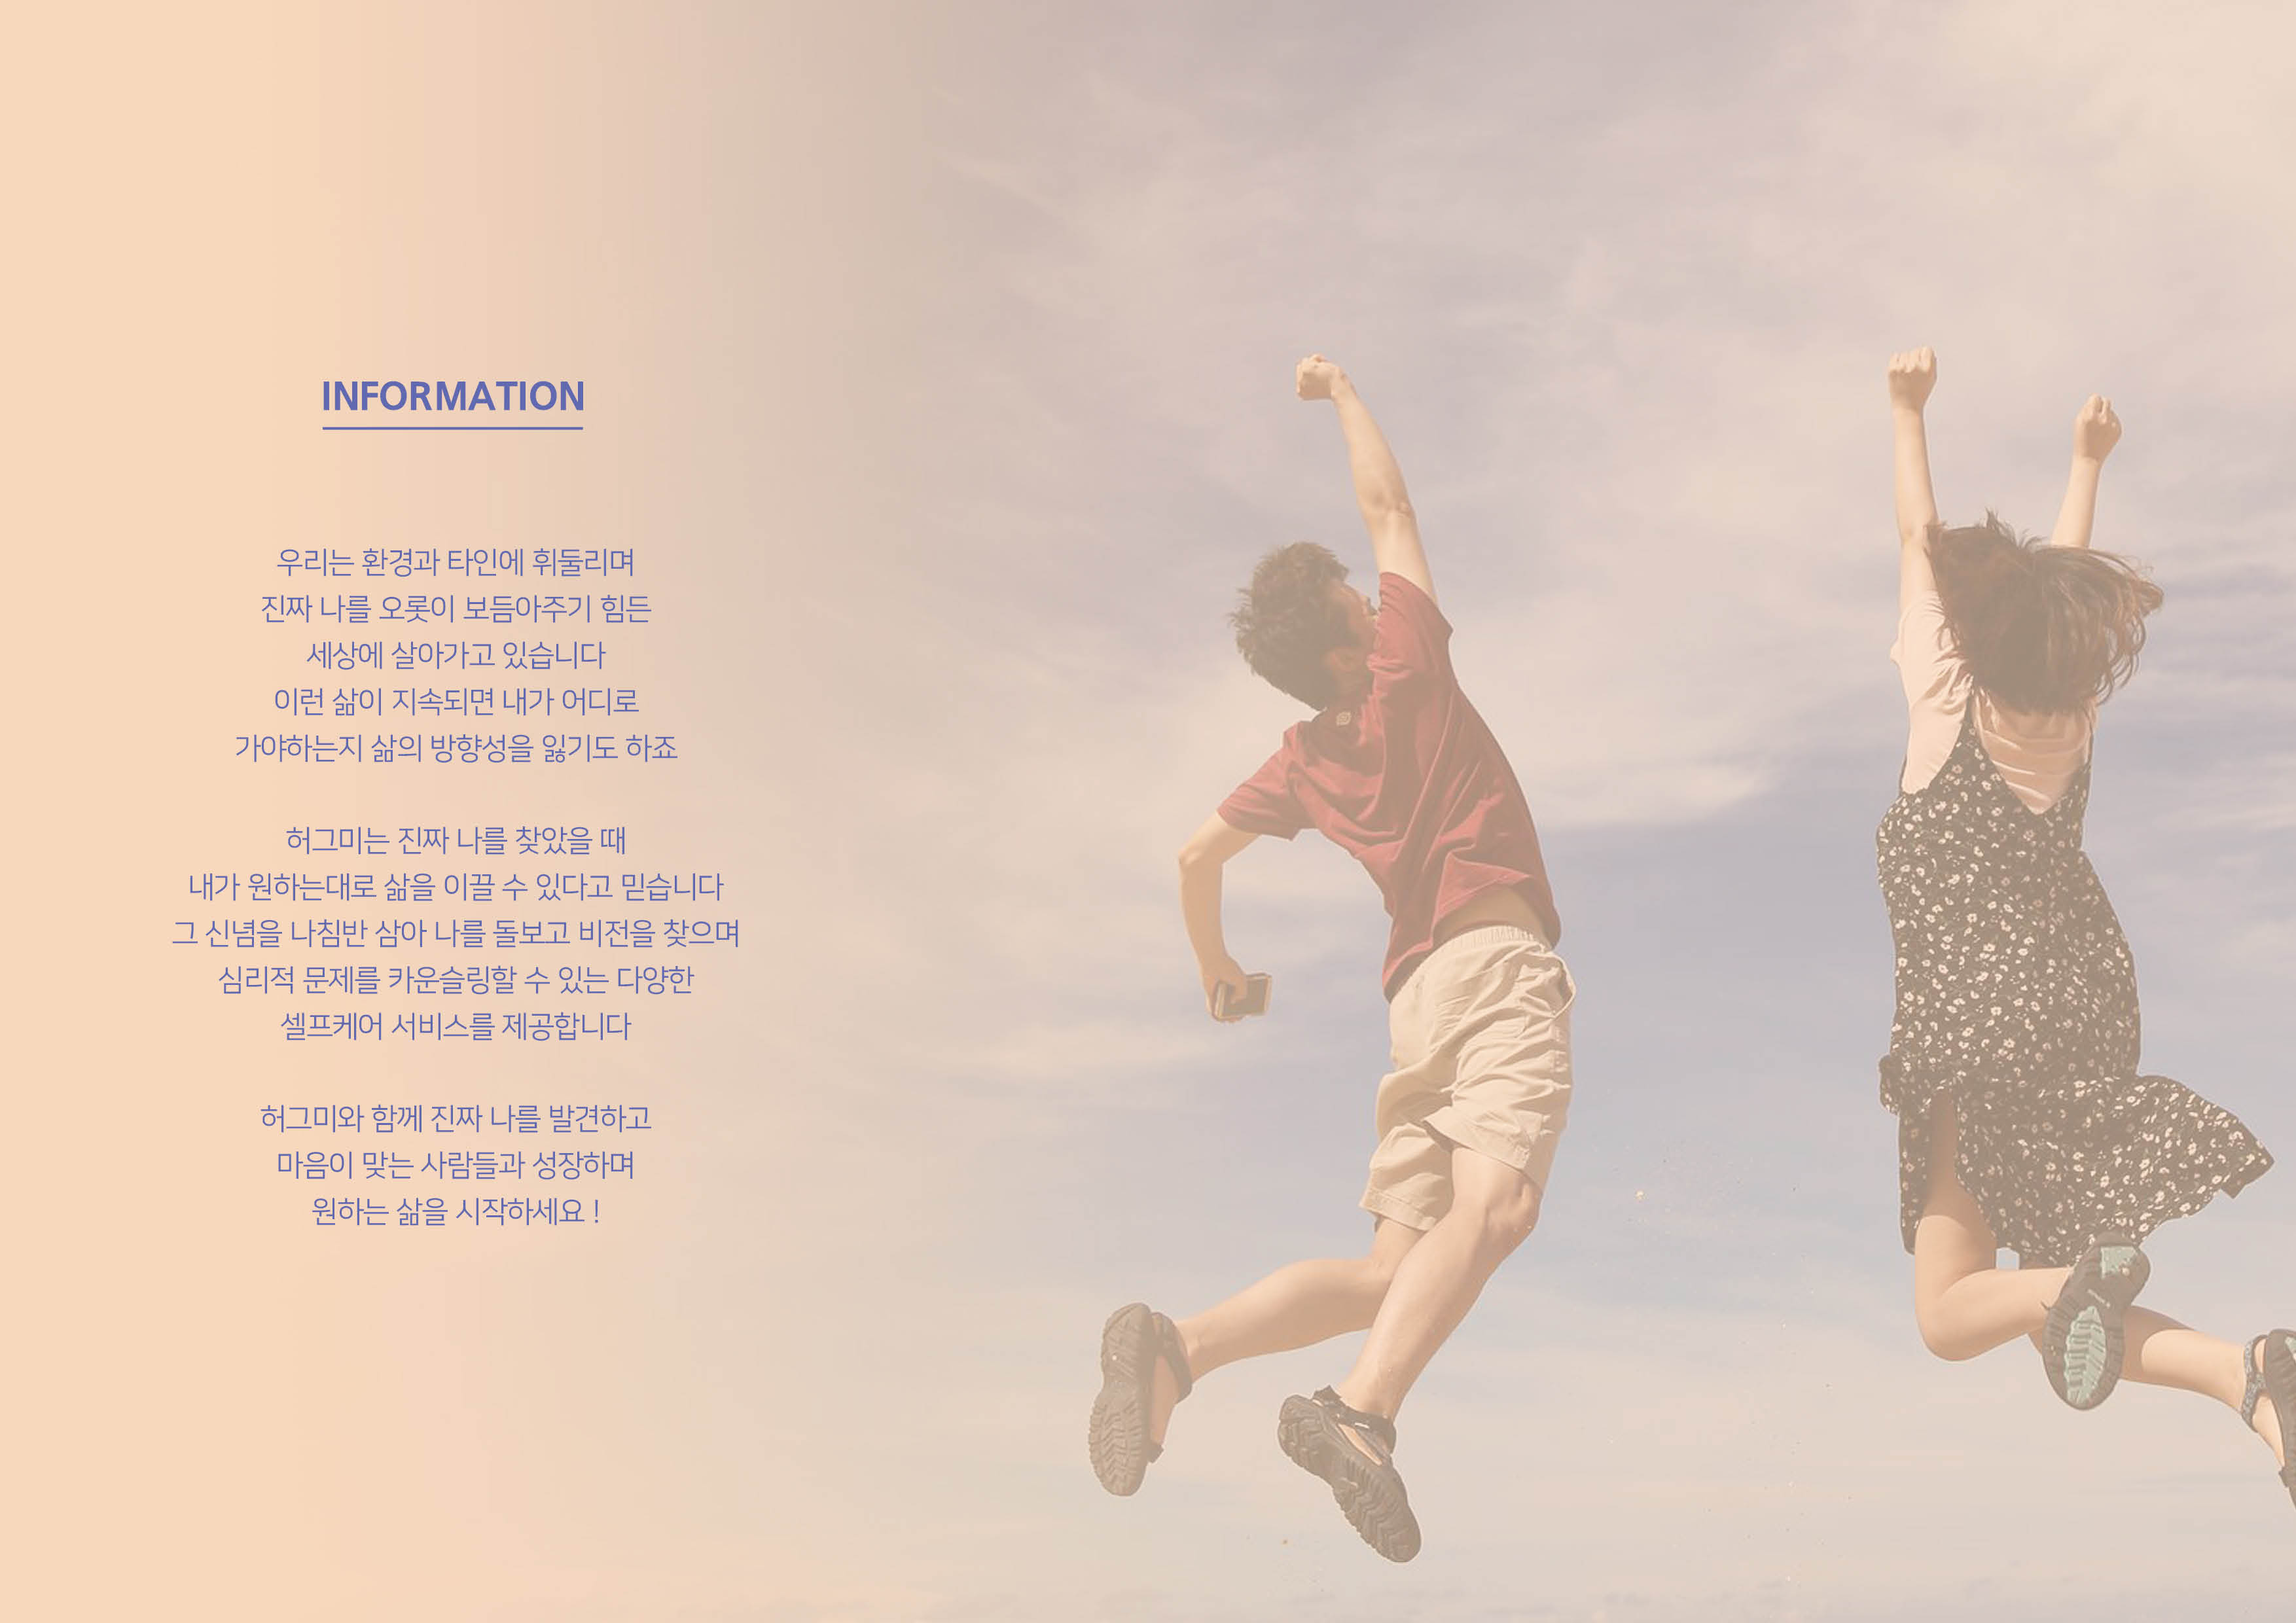 INFORMATION
우리는 환경과 타인에 휘둘리며
진짜 나를 오롯이 보듬아주기 힘든
세상에 살아가고 있습니다
이런 삶이 지속되면 내가 어디로
가야하는지 삶의 방향성을 잃기도 하죠
허그미는 진짜 나를 찾았을 때
내가 원하는대로 삶을 이끌 수 있다고 믿습니다
그 신념을 나침반 삼아 나를 돌보고 비전을 찾으며
심리적 문제를 카운슬링할 수 있는 다양한
셀프케어 서비스를 제공합니다
허그미와 함께 진짜 나를 발견하고
마음이 맞는 사람들과 성장하며
원하는 삶을 시작하세요 !